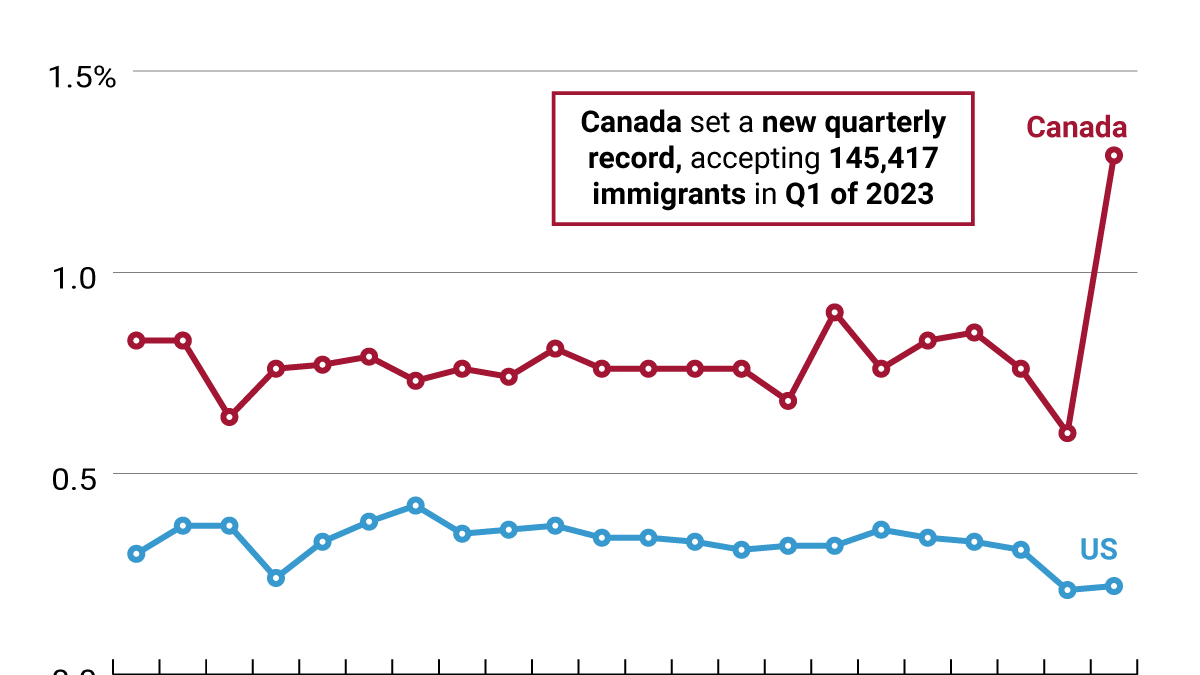 1.5%
Canada set a new quarterly
record, accepting 145,417
immigrants in Q1 of 2023
Canada
1.0
0.5
US